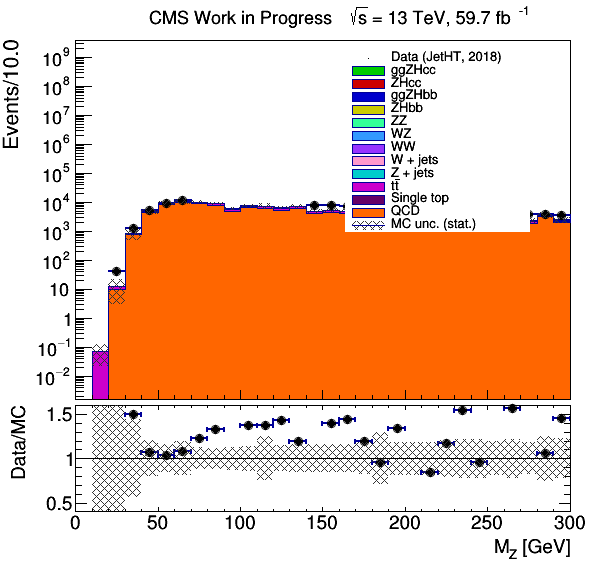 CMS Work in Progress √s = 13 TeV, 59.7 fb⁻¹
Events/10.0
10⁹
10⁸
10⁷
10⁶
10⁵
10⁴
10³
10²
10
1
10⁻¹
10⁻²
Data (JetHT, 2018)
ggZHcc
ZHcc
ggZHbb
ZHbb
ZZ
WZ
WW
W + jets
Z + jets
tt̄
Single top
QCD
MC unc. (stat.)
Data/MC
1.5
1
0.5
0 50 100 150 200 250 300
M_Z [GeV]